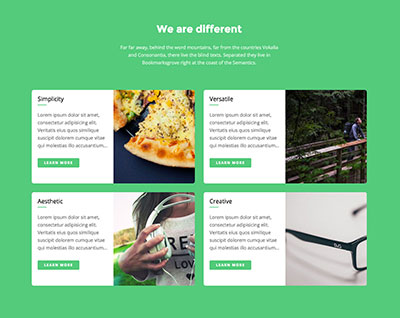 We are different
Far far away, behind the word mountains, far from the countries Vokalia
and Consonantia, there live the blind texts. Separated they live in
Bookmarksgrove right at the coast of the Semantics.
Simplicity
Lorem ipsum dolor sit amet,
consectetur adipisicing elit.
Veritatis eius quos similique
suscipit dolorem cumque vitae
qui molestias illo accusantium...
LEARN MORE
Versatile
Lorem ipsum dolor sit amet,
consectetur adipisicing elit.
Veritatis eius quos similique
suscipit dolorem cumque vitae
qui molestias illo accusantium...
LEARN MORE
Aesthetic
Lorem ipsum dolor sit amet,
consectetur adipisicing elit.
Veritatis eius quos similique
suscipit dolorem cumque vitae
qui molestias illo accusantium...
LEARN MORE
LOVE
Creative
Lorem ipsum dolor sit amet,
consectetur adipisicing elit.
Veritatis eius quos similique
suscipit dolorem cumque vitae
qui molestias illo accusantium...
LEARN MORE